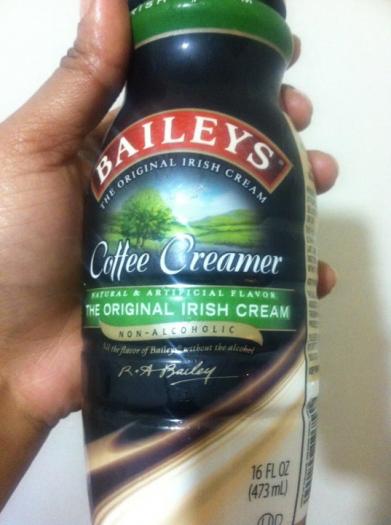 BAILEYS
THE ORIGINAL IRISH CREAM
Coffee Creamer
NATURAL & ARTIFICIAL FLAVOR
THE ORIGINAL IRISH CREAM
NON-ALCOHOLIC
All the flavor of Baileys without the alcohol
R.A Bailey
16 FL OZ
(473 mL)